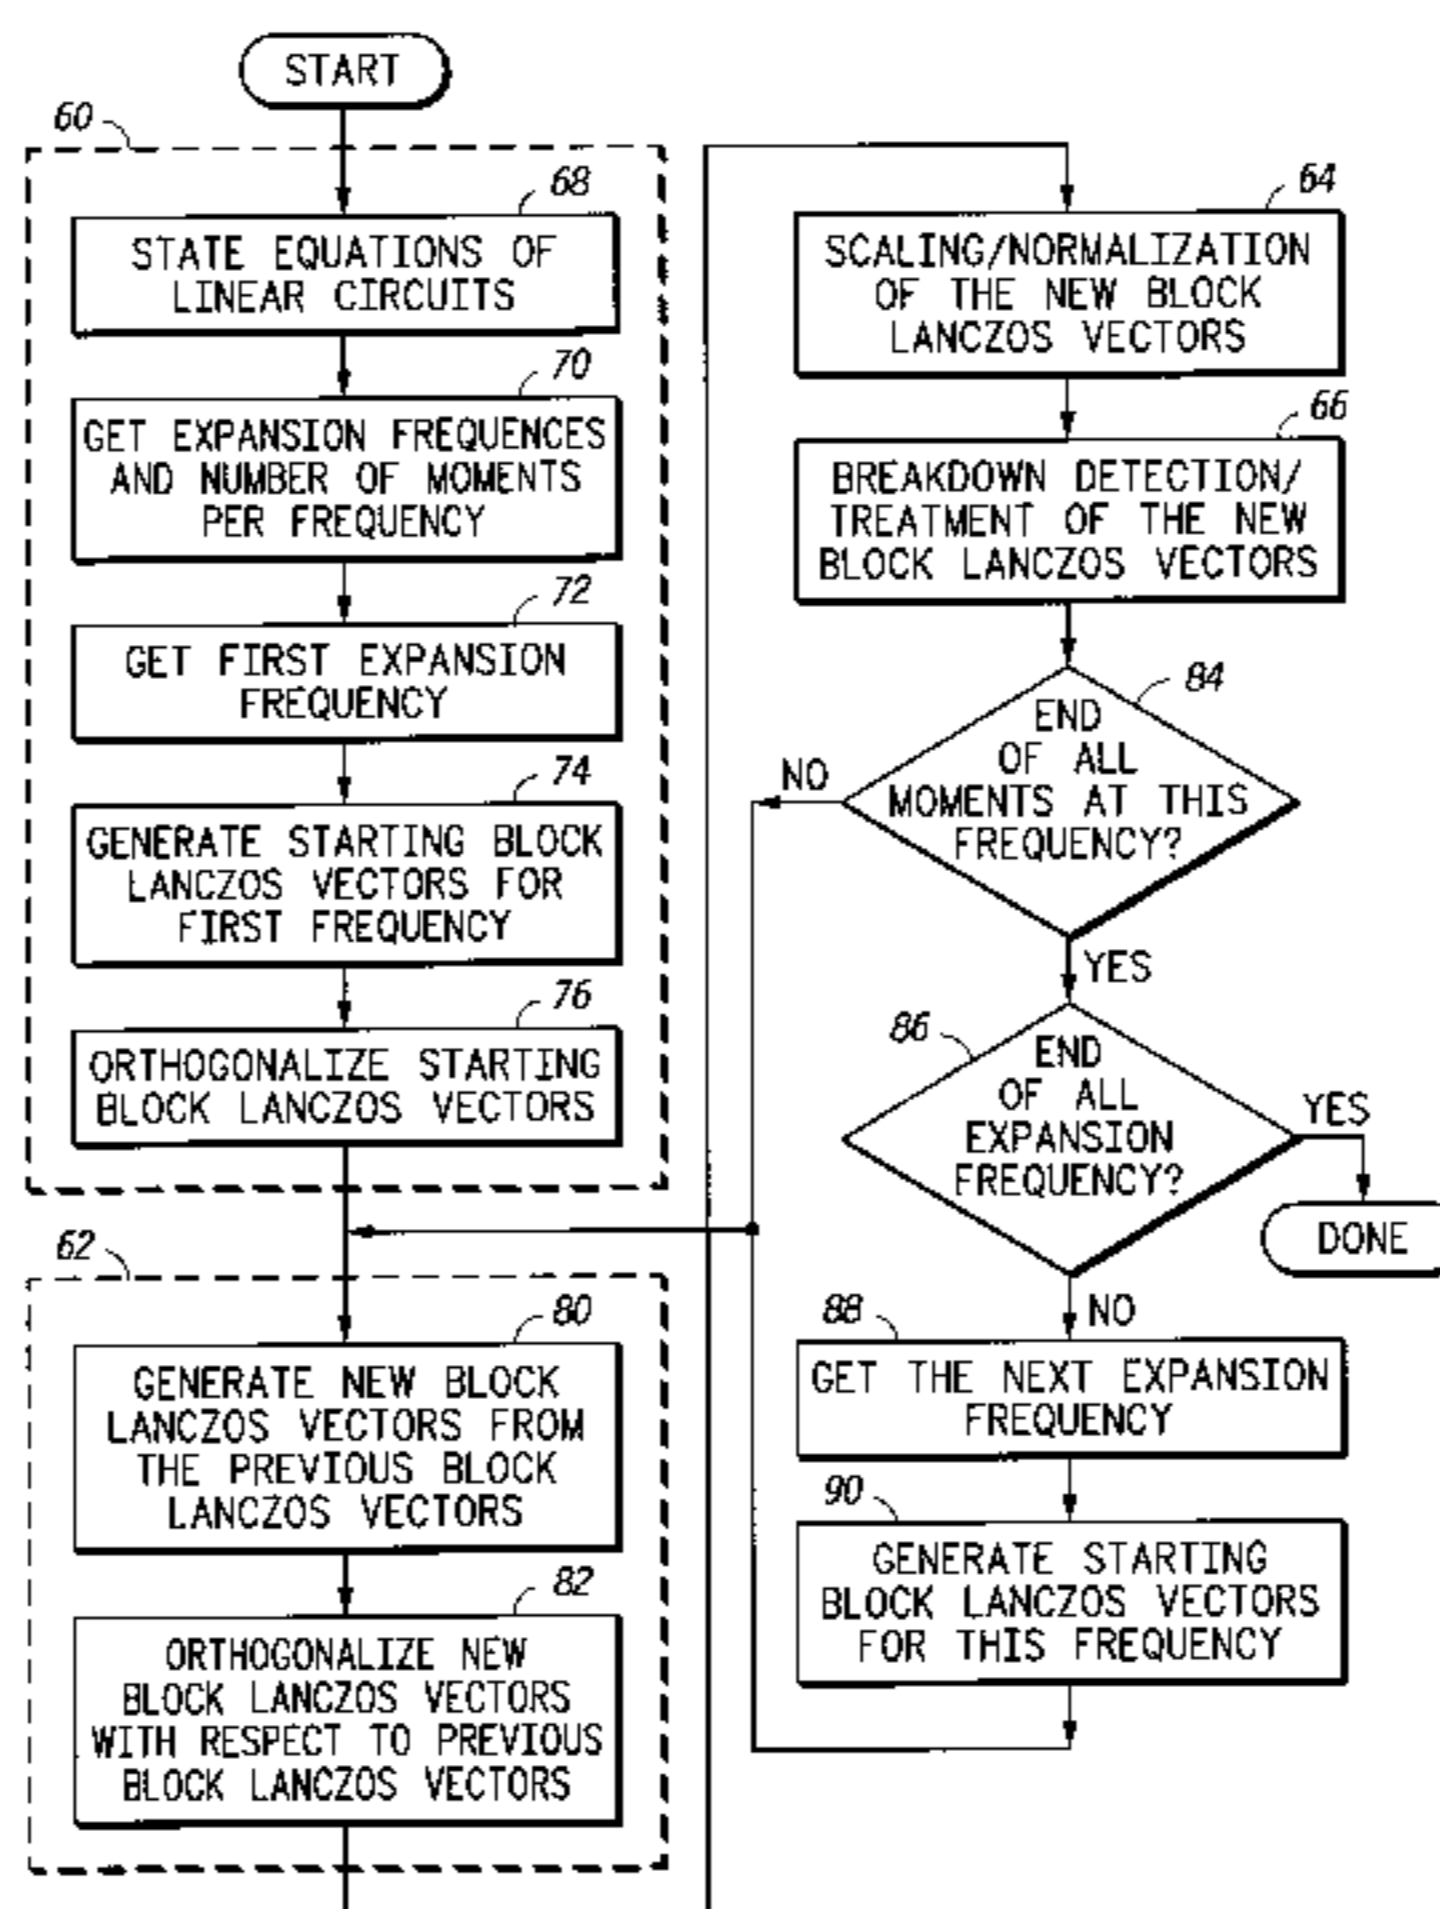 START
60
68
STATE EQUATIONS OF
LINEAR CIRCUITS
70
GET EXPANSION FREQUENCES
AND NUMBER OF MOMENTS
PER FREQUENCY
72
GET FIRST EXPANSION
FREQUENCY
74
GENERATE STARTING BLOCK
LANCZOS VECTORS FOR
FIRST FREQUENCY
76
ORTHOGONALIZE STARTING
BLOCK LANCZOS VECTORS
62
80
GENERATE NEW BLOCK
LANCZOS VECTORS FROM
THE PREVIOUS BLOCK
LANCZOS VECTORS
82
ORTHOGONALIZE NEW
BLOCK LANCZOS VECTORS
WITH RESPECT TO PREVIOUS
BLOCK LANCZOS VECTORS
64
SCALING/NORMALIZATION
OF THE NEW BLOCK
LANCZOS VECTORS
66
BREAKDOWN DETECTION/
TREATMENT OF THE NEW
BLOCK LANCZOS VECTORS
84
END
OF ALL
MOMENTS AT THIS
FREQUENCY?
NO
YES
86
END
OF ALL
EXPANSION
FREQUENCY?
YES
DONE
NO
88
GET THE NEXT EXPANSION
FREQUENCY
90
GENERATE STARTING
BLOCK LANCZOS VECTORS
FOR THIS FREQUENCY